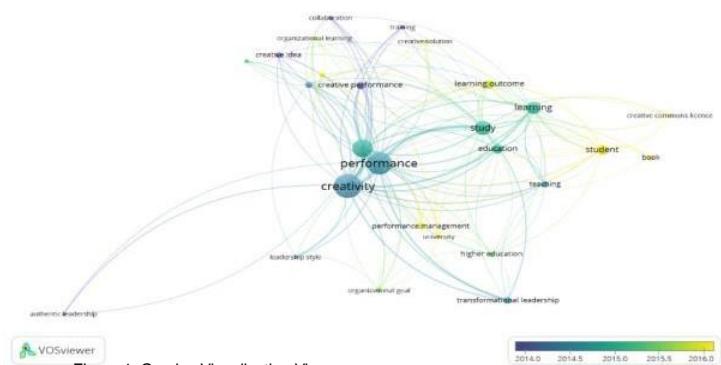 collaboration
training
organizational learning
creative solution
creative idea
creative performance
learning outcome
learning
creative commons licence
study
education
student
book
performance
creativity
teaching
performance management
university
leadership style
higher education
organizational goal
transformational leadership
authentic leadership
VOSviewer
2014.0 2014.5 2015.0 2015.5 2016.0